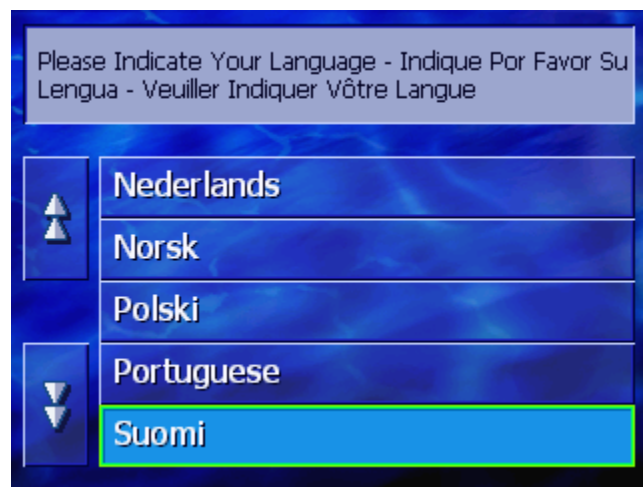 Please Indicate Your Language - Indique Por Favor Su
Lengua - Veuiller Indiquer Vôtre Langue
Nederlands
Norsk
Polski
Portuguese
Suomi